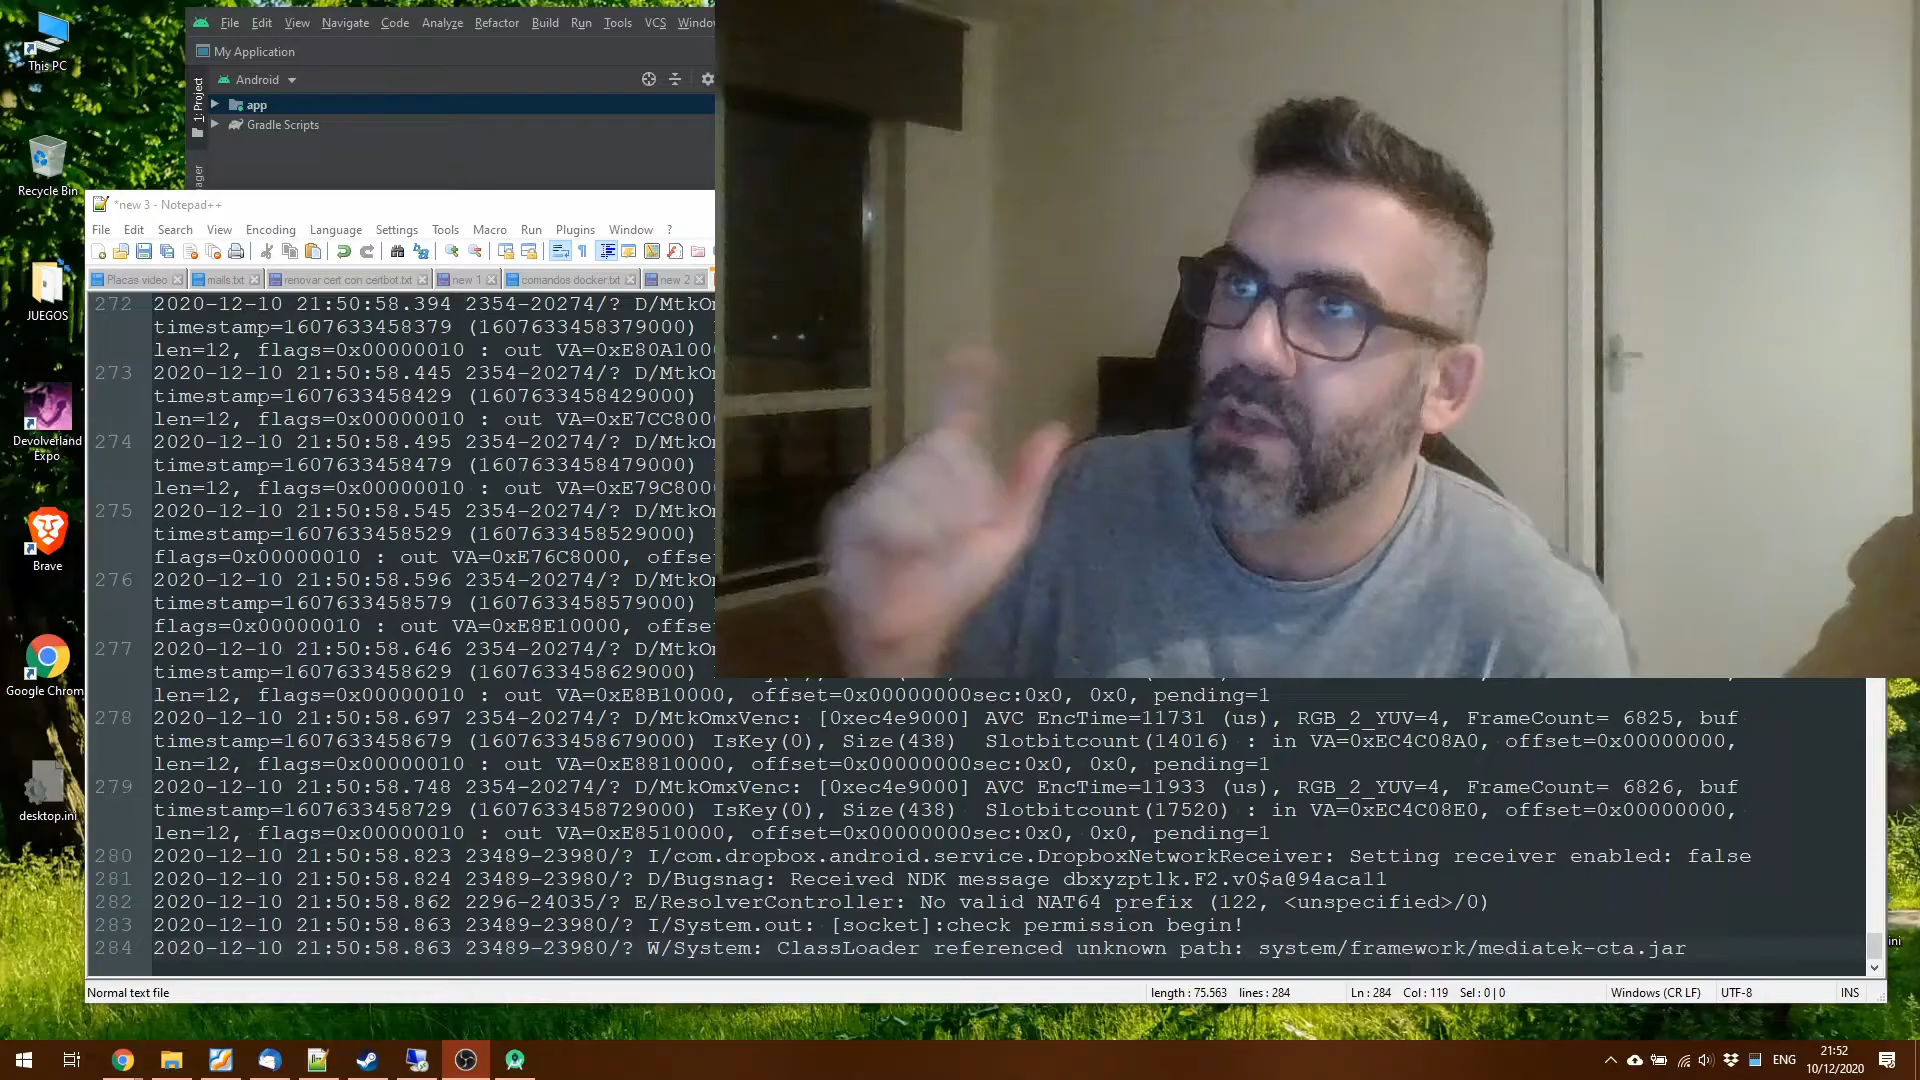 This PC
Recycle Bin
JUEGOS
Devolverland
Expo
Brave
Google Chrom
desktop.ini
File Edit View Navigate Code Analyze Refactor Build Run Tools VCS Window
My Application
1: Project
Android
app
Gradle Scripts
*new 3 - Notepad++
File Edit Search View Encoding Language Settings Tools Macro Run Plugins Window ?
Placas video mails.txt renovar cert con certbot.txt new 1 comandos docker.txt new 2
272 2020-12-10 21:50:58.394 2354-20274/? D/MtkO
timestamp=1607633458379 (1607633458379000)
len=12, flags=0x00000010 : out VA=0xE80A1000
273 2020-12-10 21:50:58.445 2354-20274/? D/MtkO
timestamp=1607633458429 (1607633458429000)
len=12, flags=0x00000010 : out VA=0xE7CC8000
274 2020-12-10 21:50:58.495 2354-20274/? D/MtkO
timestamp=1607633458479 (1607633458479000)
len=12, flags=0x00000010 : out VA=0xE79C8000
275 2020-12-10 21:50:58.545 2354-20274/? D/MtkO
timestamp=1607633458529 (1607633458529000)
flags=0x00000010 : out VA=0xE76C8000, offset
276 2020-12-10 21:50:58.596 2354-20274/? D/MtkO
timestamp=1607633458579 (1607633458579000)
flags=0x00000010 : out VA=0xE8E10000, offse
277 2020-12-10 21:50:58.646 2354-20274/? D/MtkO
timestamp=1607633458629 (1607633458629000)
len=12, flags=0x00000010 : out VA=0xE8B10000, offset=0x00000000sec:0x0, 0x0, pending=1
278 2020-12-10 21:50:58.697 2354-20274/? D/MtkOmxVenc: [0xec4e9000] AVC EncTime=11731 (us), RGB_2_YUV=4, FrameCount= 6825, buf
timestamp=1607633458679 (1607633458679000) IsKey(0), Size(438) Slotbitcount(14016) : in VA=0xEC4C08A0, offset=0x00000000,
len=12, flags=0x00000010 : out VA=0xE8810000, offset=0x00000000sec:0x0, 0x0, pending=1
279 2020-12-10 21:50:58.748 2354-20274/? D/MtkOmxVenc: [0xec4e9000] AVC EncTime=11933 (us), RGB_2_YUV=4, FrameCount= 6826, buf
timestamp=1607633458729 (1607633458729000) IsKey(0), Size(438) Slotbitcount(17520) : in VA=0xEC4C08E0, offset=0x00000000,
len=12, flags=0x00000010 : out VA=0xE8510000, offset=0x00000000sec:0x0, 0x0, pending=1
280 2020-12-10 21:50:58.823 23489-23980/? I/com.dropbox.android.service.DropboxNetworkReceiver: Setting receiver enabled: false
281 2020-12-10 21:50:58.824 23489-23980/? D/Bugsnag: Received NDK message dbxyzptlk.F2.v0$a@94aca11
282 2020-12-10 21:50:58.862 2296-24035/? E/ResolverController: No valid NAT64 prefix (122, <unspecified>/0)
283 2020-12-10 21:50:58.863 23489-23980/? I/System.out: [socket]:check permission begin!
284 2020-12-10 21:50:58.863 23489-23980/? W/System: ClassLoader referenced unknown path: system/framework/mediatek-cta.jar
Normal text file length : 75.563 lines : 284 Ln : 284 Col : 119 Sel : 0 | 0 Windows (CR LF) UTF-8 INS
ENG 21:52
10/12/2020